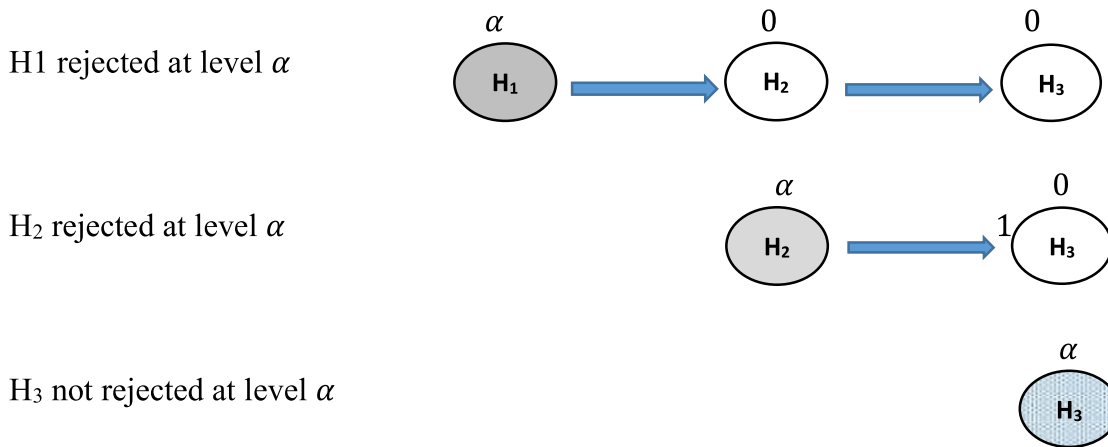 α 0 0
H1 rejected at level α
H₁ H₂ H₃
α 0
H₂ rejected at level α
1
H₂ H₃
α
H₃ not rejected at level α
H₃